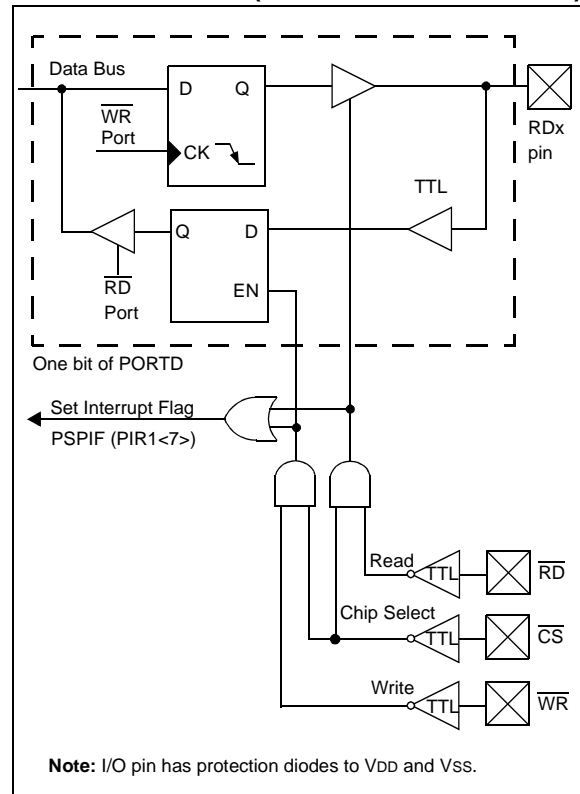 Data Bus
D Q
WR
Port
CK
RDx
pin
TTL
Q D
RD
Port
EN
One bit of PORTD
Set Interrupt Flag
PSPIF (PIR1<7>)
Read
TTL
RD
Chip Select
TTL
CS
Write
TTL
WR
Note: I/O pin has protection diodes to VDD and VSS.